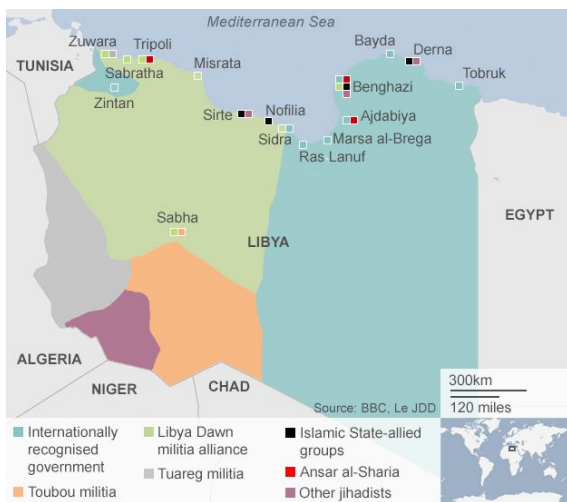 Mediterranean Sea
Zuwara
Tripoli
Bayda
Derna
TUNISIA
Sabratha
Misrata
Benghazi
Tobruk
Zintan
Sirte
Nofilia
Ajdabiya
Sidra
Marsa al-Brega
Ras Lanuf
Sabha
LIBYA
EGYPT
ALGERIA
NIGER
CHAD
300km
120 miles
Source: BBC, Le JDD
Internationally
recognised
government
Toubou militia
Libya Dawn
militia alliance
Tuareg militia
Islamic State-allied
groups
Ansar al-Sharia
Other jihadists